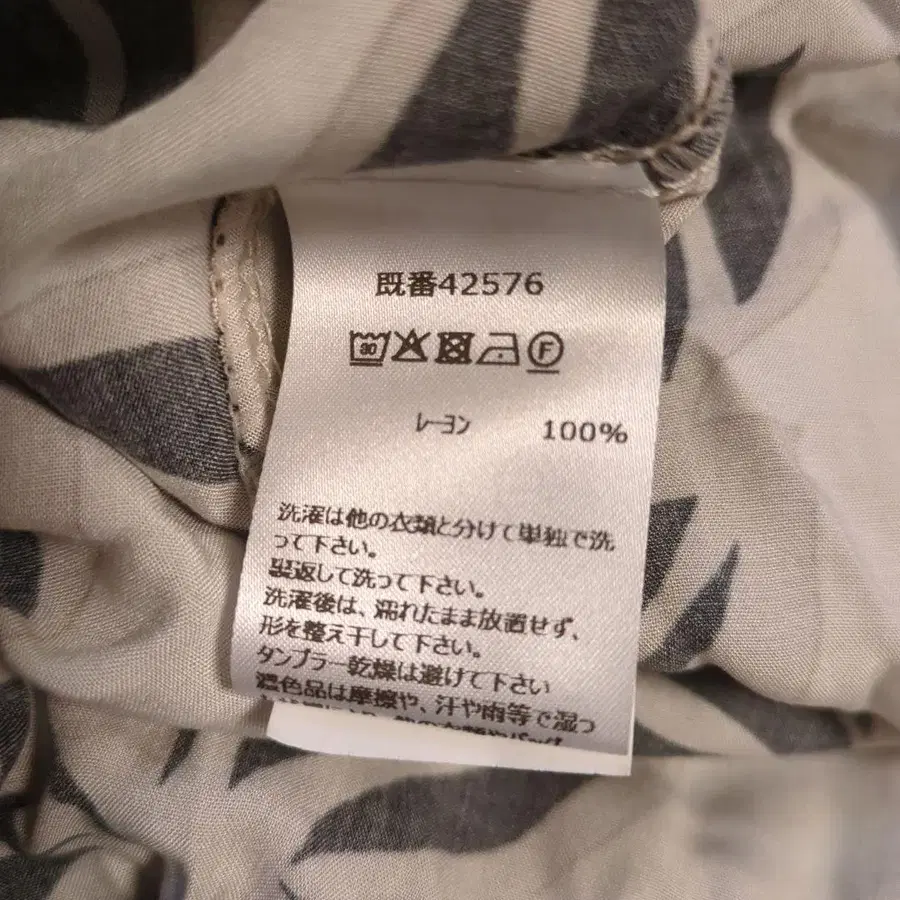 既番42576
30 F
レーヨン 100%
洗濯は他の衣類と分けて単独で洗
って下さい。
裏返して洗って下さい。
洗濯後は、濡れたまま放置せず、
形を整え干して下さい。
タンブラー乾燥は避けて下さい
濃色品は摩擦や、汗や雨等で湿っ